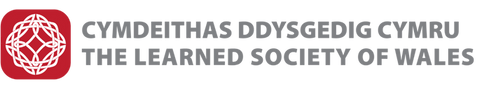 CYMDEITHAS DDYSGEDIG CYMRU
THE LEARNED SOCIETY OF WALES